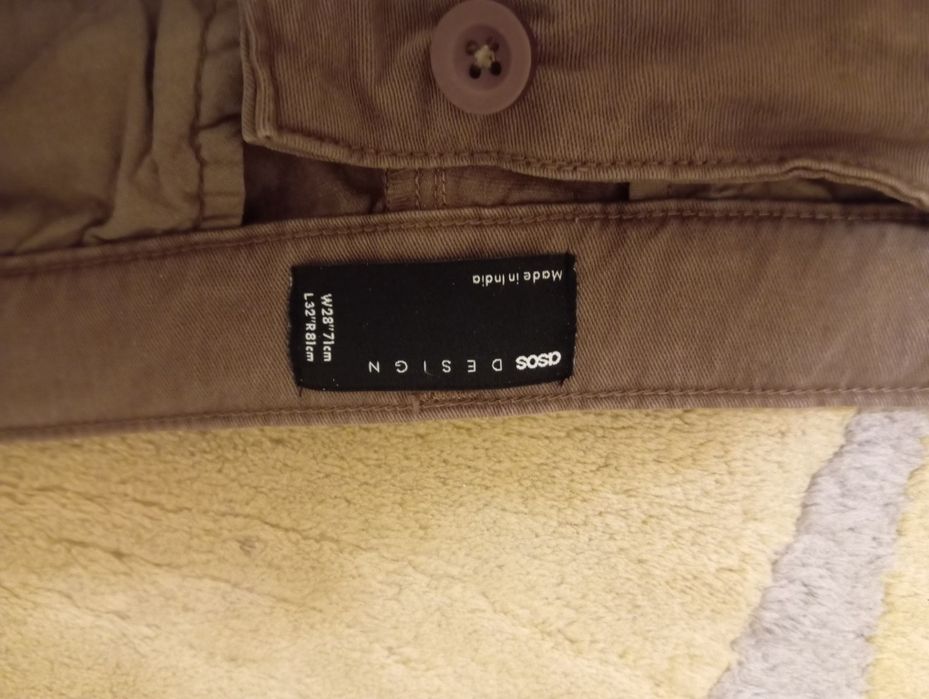 asos DESIGN
Made in India
W28"71cm
L32"R81cm